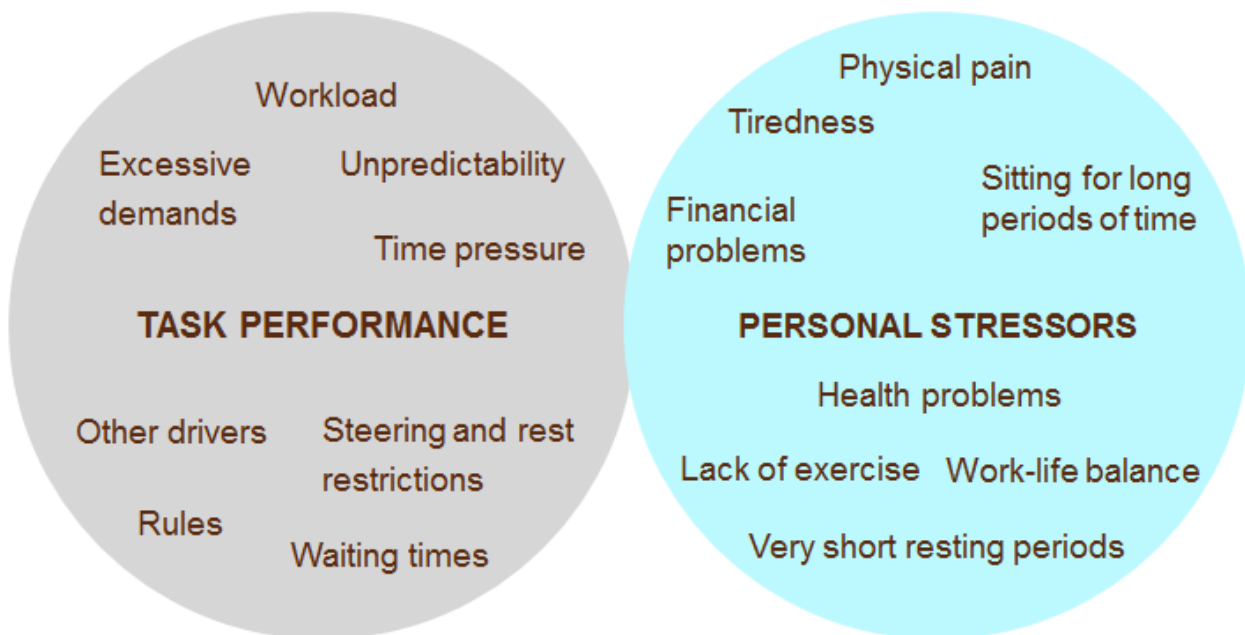 Workload
Excessive
demands
Unpredictability
Time pressure
TASK PERFORMANCE
Other drivers
Steering and rest
restrictions
Rules
Waiting times
Physical pain
Tiredness
Sitting for long
periods of time
Financial
problems
PERSONAL STRESSORS
Health problems
Lack of exercise
Work-life balance
Very short resting periods